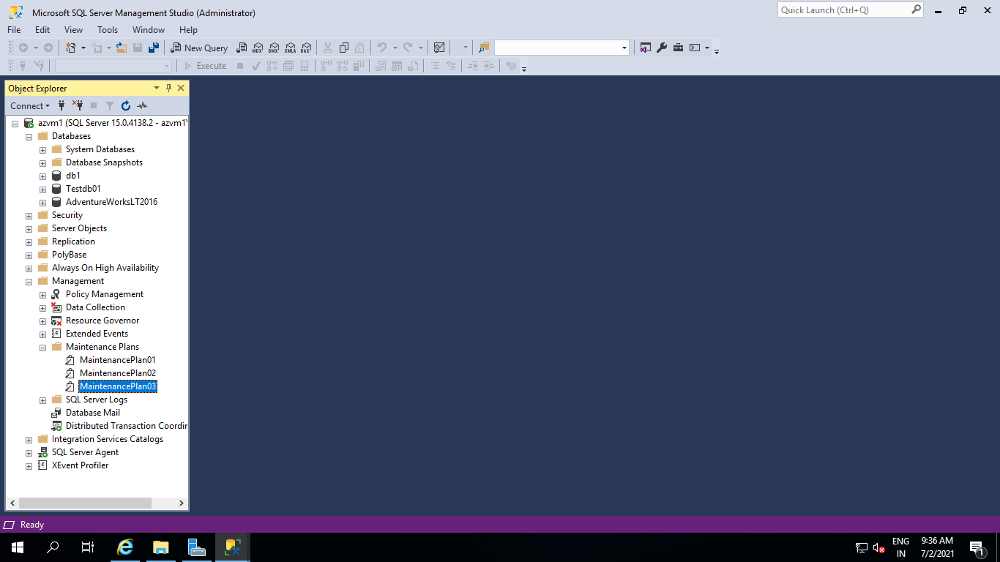 Microsoft SQL Server Management Studio (Administrator)
Quick Launch (Ctrl+Q)
File Edit View Tools Window Help
New Query MDX DMX XMLA DAX
Execute
Object Explorer
Connect
azvm1 (SQL Server 15.0.4138.2 - azvm1\
Databases
System Databases
Database Snapshots
db1
Testdb01
AdventureWorksLT2016
Security
Server Objects
Replication
PolyBase
Always On High Availability
Management
Policy Management
Data Collection
Resource Governor
Extended Events
Maintenance Plans
MaintenancePlan01
MaintenancePlan02
MaintenancePlan03
SQL Server Logs
Database Mail
Distributed Transaction Coordin
Integration Services Catalogs
SQL Server Agent
XEvent Profiler
Ready
ENG 9:36 AM
IN 7/2/2021
1